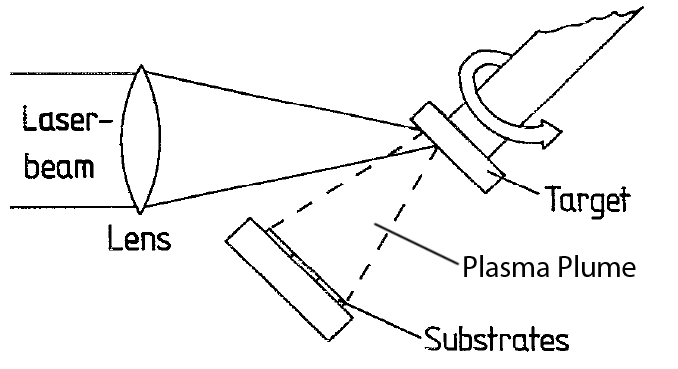 Laser-
beam
Lens
Target
Plasma Plume
Substrates